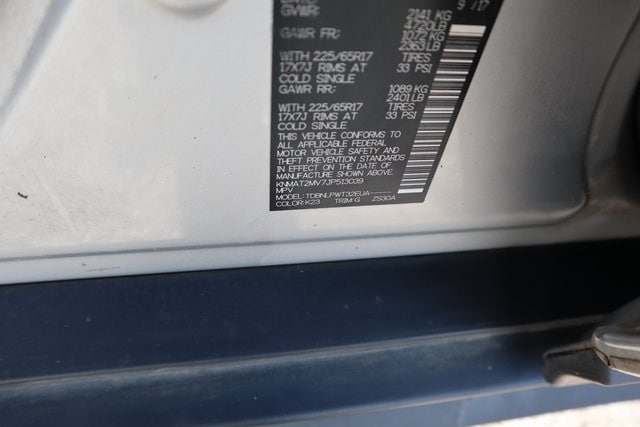 9 /17
GVWR: 2141 KG
4720LB
GAWR FR: 1072 KG
2363 LB
WITH 225/65R17 TIRES
17X7J RIMS AT 33 PSI
COLD SINGLE
GAWR RR: 1089 KG
2401 LB
WITH 225/65R17 TIRES
17X7J RIMS AT 33 PSI
COLD SINGLE
THIS VEHICLE CONFORMS TO
ALL APPLICABLE FEDERAL
MOTOR VEHICLE SAFETY AND
THEFT PREVENTION STANDARDS
IN EFFECT ON THE DATE OF
MANUFACTURE SHOWN ABOVE.
KNMAT2MV7JP513039
MPV
MODEL: TDBNLPWT32EUA-----
COLOR: K23 TRIM: G ZS30A